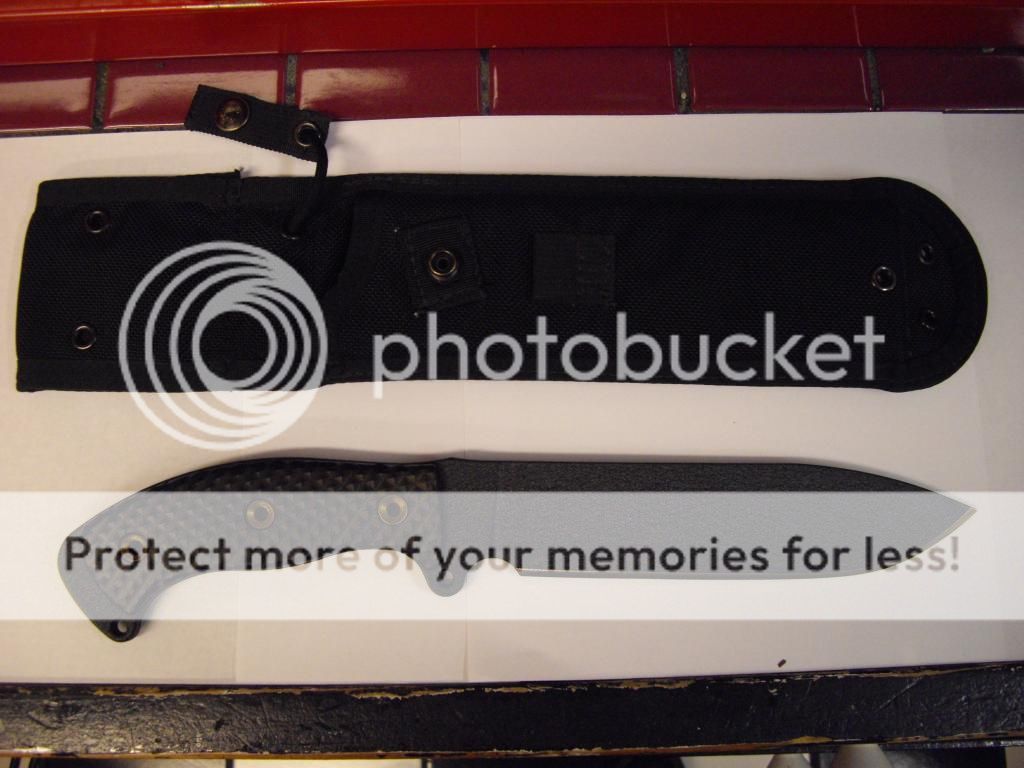 photobucket
Protect more of your memories for less!